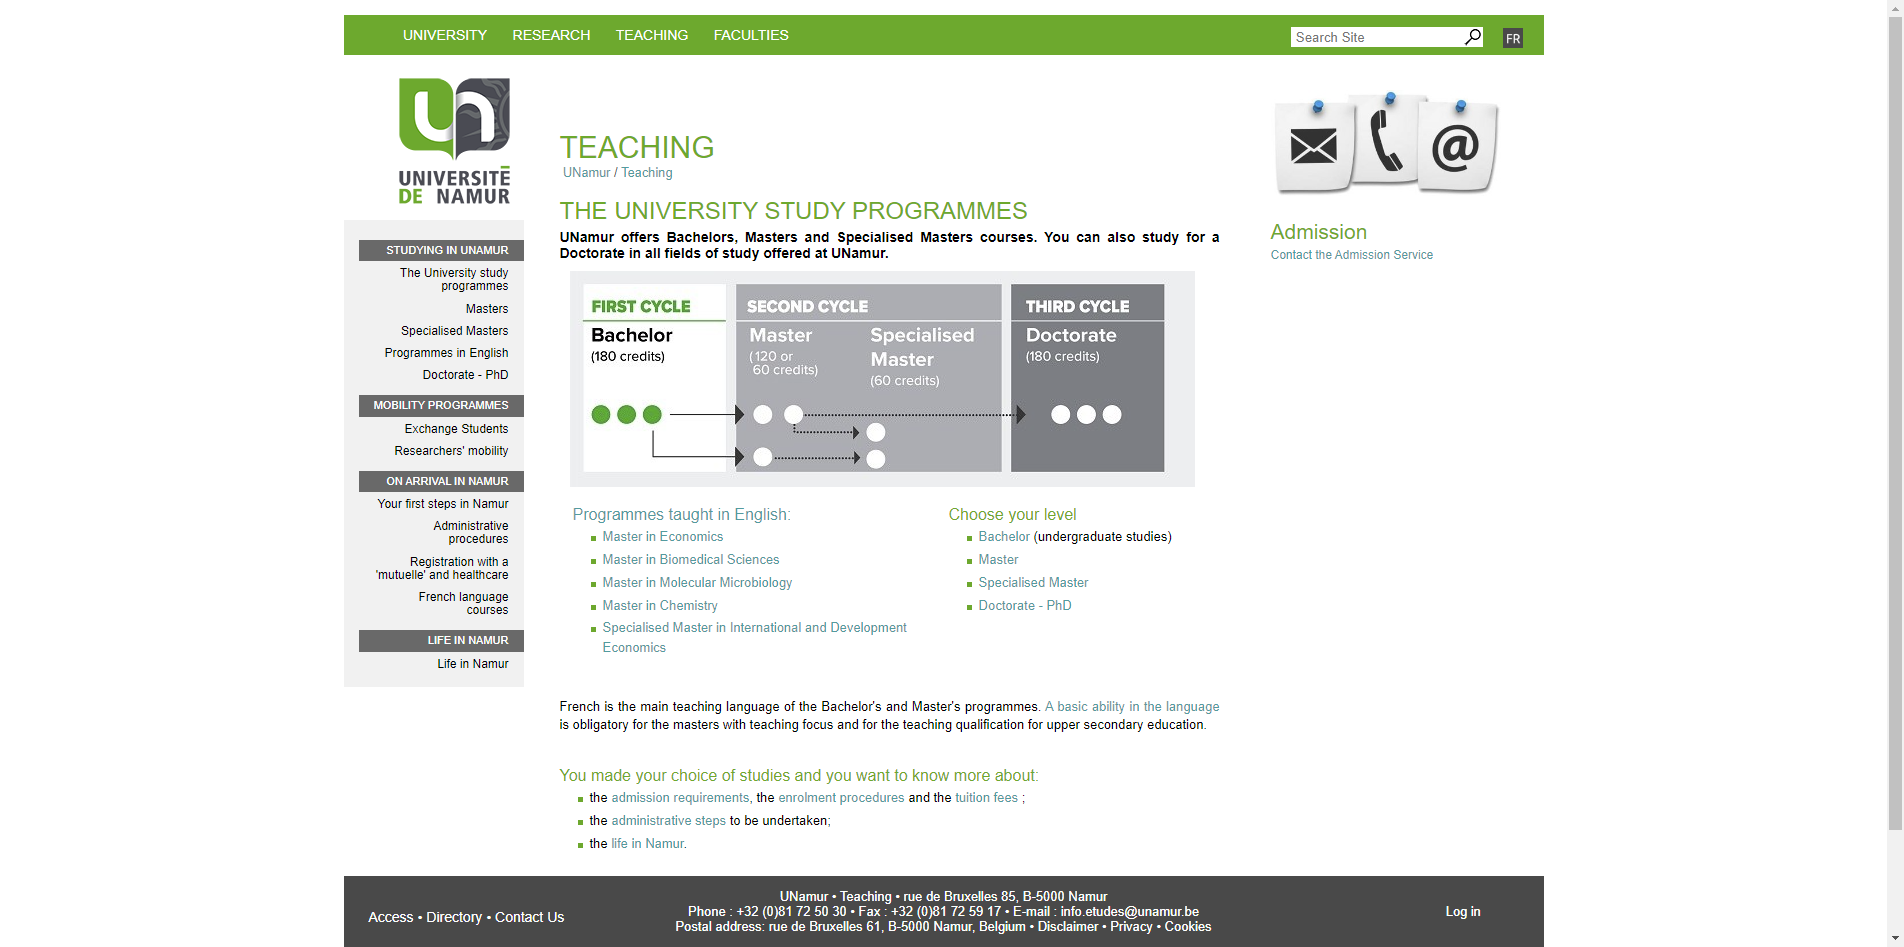 UNIVERSITY RESEARCH TEACHING FACULTIES
Search Site
FR
UNIVERSITÉ
DE NAMUR
TEACHING
UNamur / Teaching
STUDYING IN UNAMUR
The University study
programmes
Masters
Specialised Masters
Programmes in English
Doctorate - PhD
MOBILITY PROGRAMMES
Exchange Students
Researchers' mobility
ON ARRIVAL IN NAMUR
Your first steps in Namur
Administrative
procedures
Registration with a
'mutuelle' and healthcare
French language
courses
LIFE IN NAMUR
Life in Namur
THE UNIVERSITY STUDY PROGRAMMES
UNamur offers Bachelors, Masters and Specialised Masters courses. You can also study for a
Doctorate in all fields of study offered at UNamur.
FIRST CYCLE
Bachelor
(180 credits)
SECOND CYCLE
Master
(120 or
60 credits)
Specialised
Master
(60 credits)
THIRD CYCLE
Doctorate
(180 credits)
Programmes taught in English:
Master in Economics
Master in Biomedical Sciences
Master in Molecular Microbiology
Master in Chemistry
Specialised Master in International and Development
Economics
Choose your level
Bachelor (undergraduate studies)
Master
Specialised Master
Doctorate - PhD
French is the main teaching language of the Bachelor's and Master's programmes. A basic ability in the language
is obligatory for the masters with teaching focus and for the teaching qualification for upper secondary education.
You made your choice of studies and you want to know more about:
the admission requirements, the enrolment procedures and the tuition fees ;
the administrative steps to be undertaken;
the life in Namur.
@
Admission
Contact the Admission Service
Access • Directory • Contact Us
UNamur • Teaching • rue de Bruxelles 85, B-5000 Namur
Phone : +32 (0)81 72 50 30 • Fax : +32 (0)81 72 59 17 • E-mail : info.etudes@unamur.be
Postal address: rue de Bruxelles 61, B-5000 Namur, Belgium • Disclaimer • Privacy • Cookies
Log in